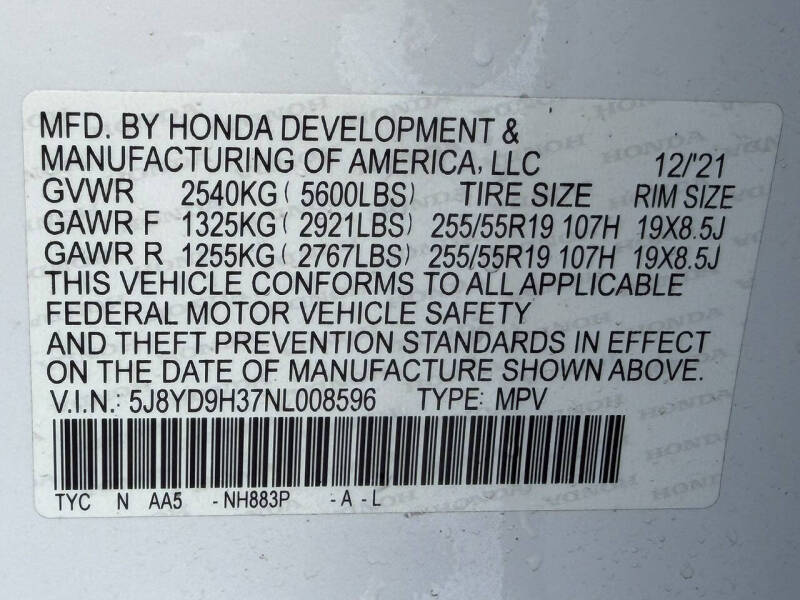 MFD. BY HONDA DEVELOPMENT &
MANUFACTURING OF AMERICA, LLC 12/'21
GVWR 2540KG ( 5600LBS) TIRE SIZE RIM SIZE
GAWR F 1325KG ( 2921LBS) 255/55R19 107H 19X8.5J
GAWR R 1255KG ( 2767LBS) 255/55R19 107H 19X8.5J
THIS VEHICLE CONFORMS TO ALL APPLICABLE
FEDERAL MOTOR VEHICLE SAFETY
AND THEFT PREVENTION STANDARDS IN EFFECT
ON THE DATE OF MANUFACTURE SHOWN ABOVE.
V.I.N.: 5J8YD9H37NL008596 TYPE: MPV
TYC N AA5 - NH883P - A - L